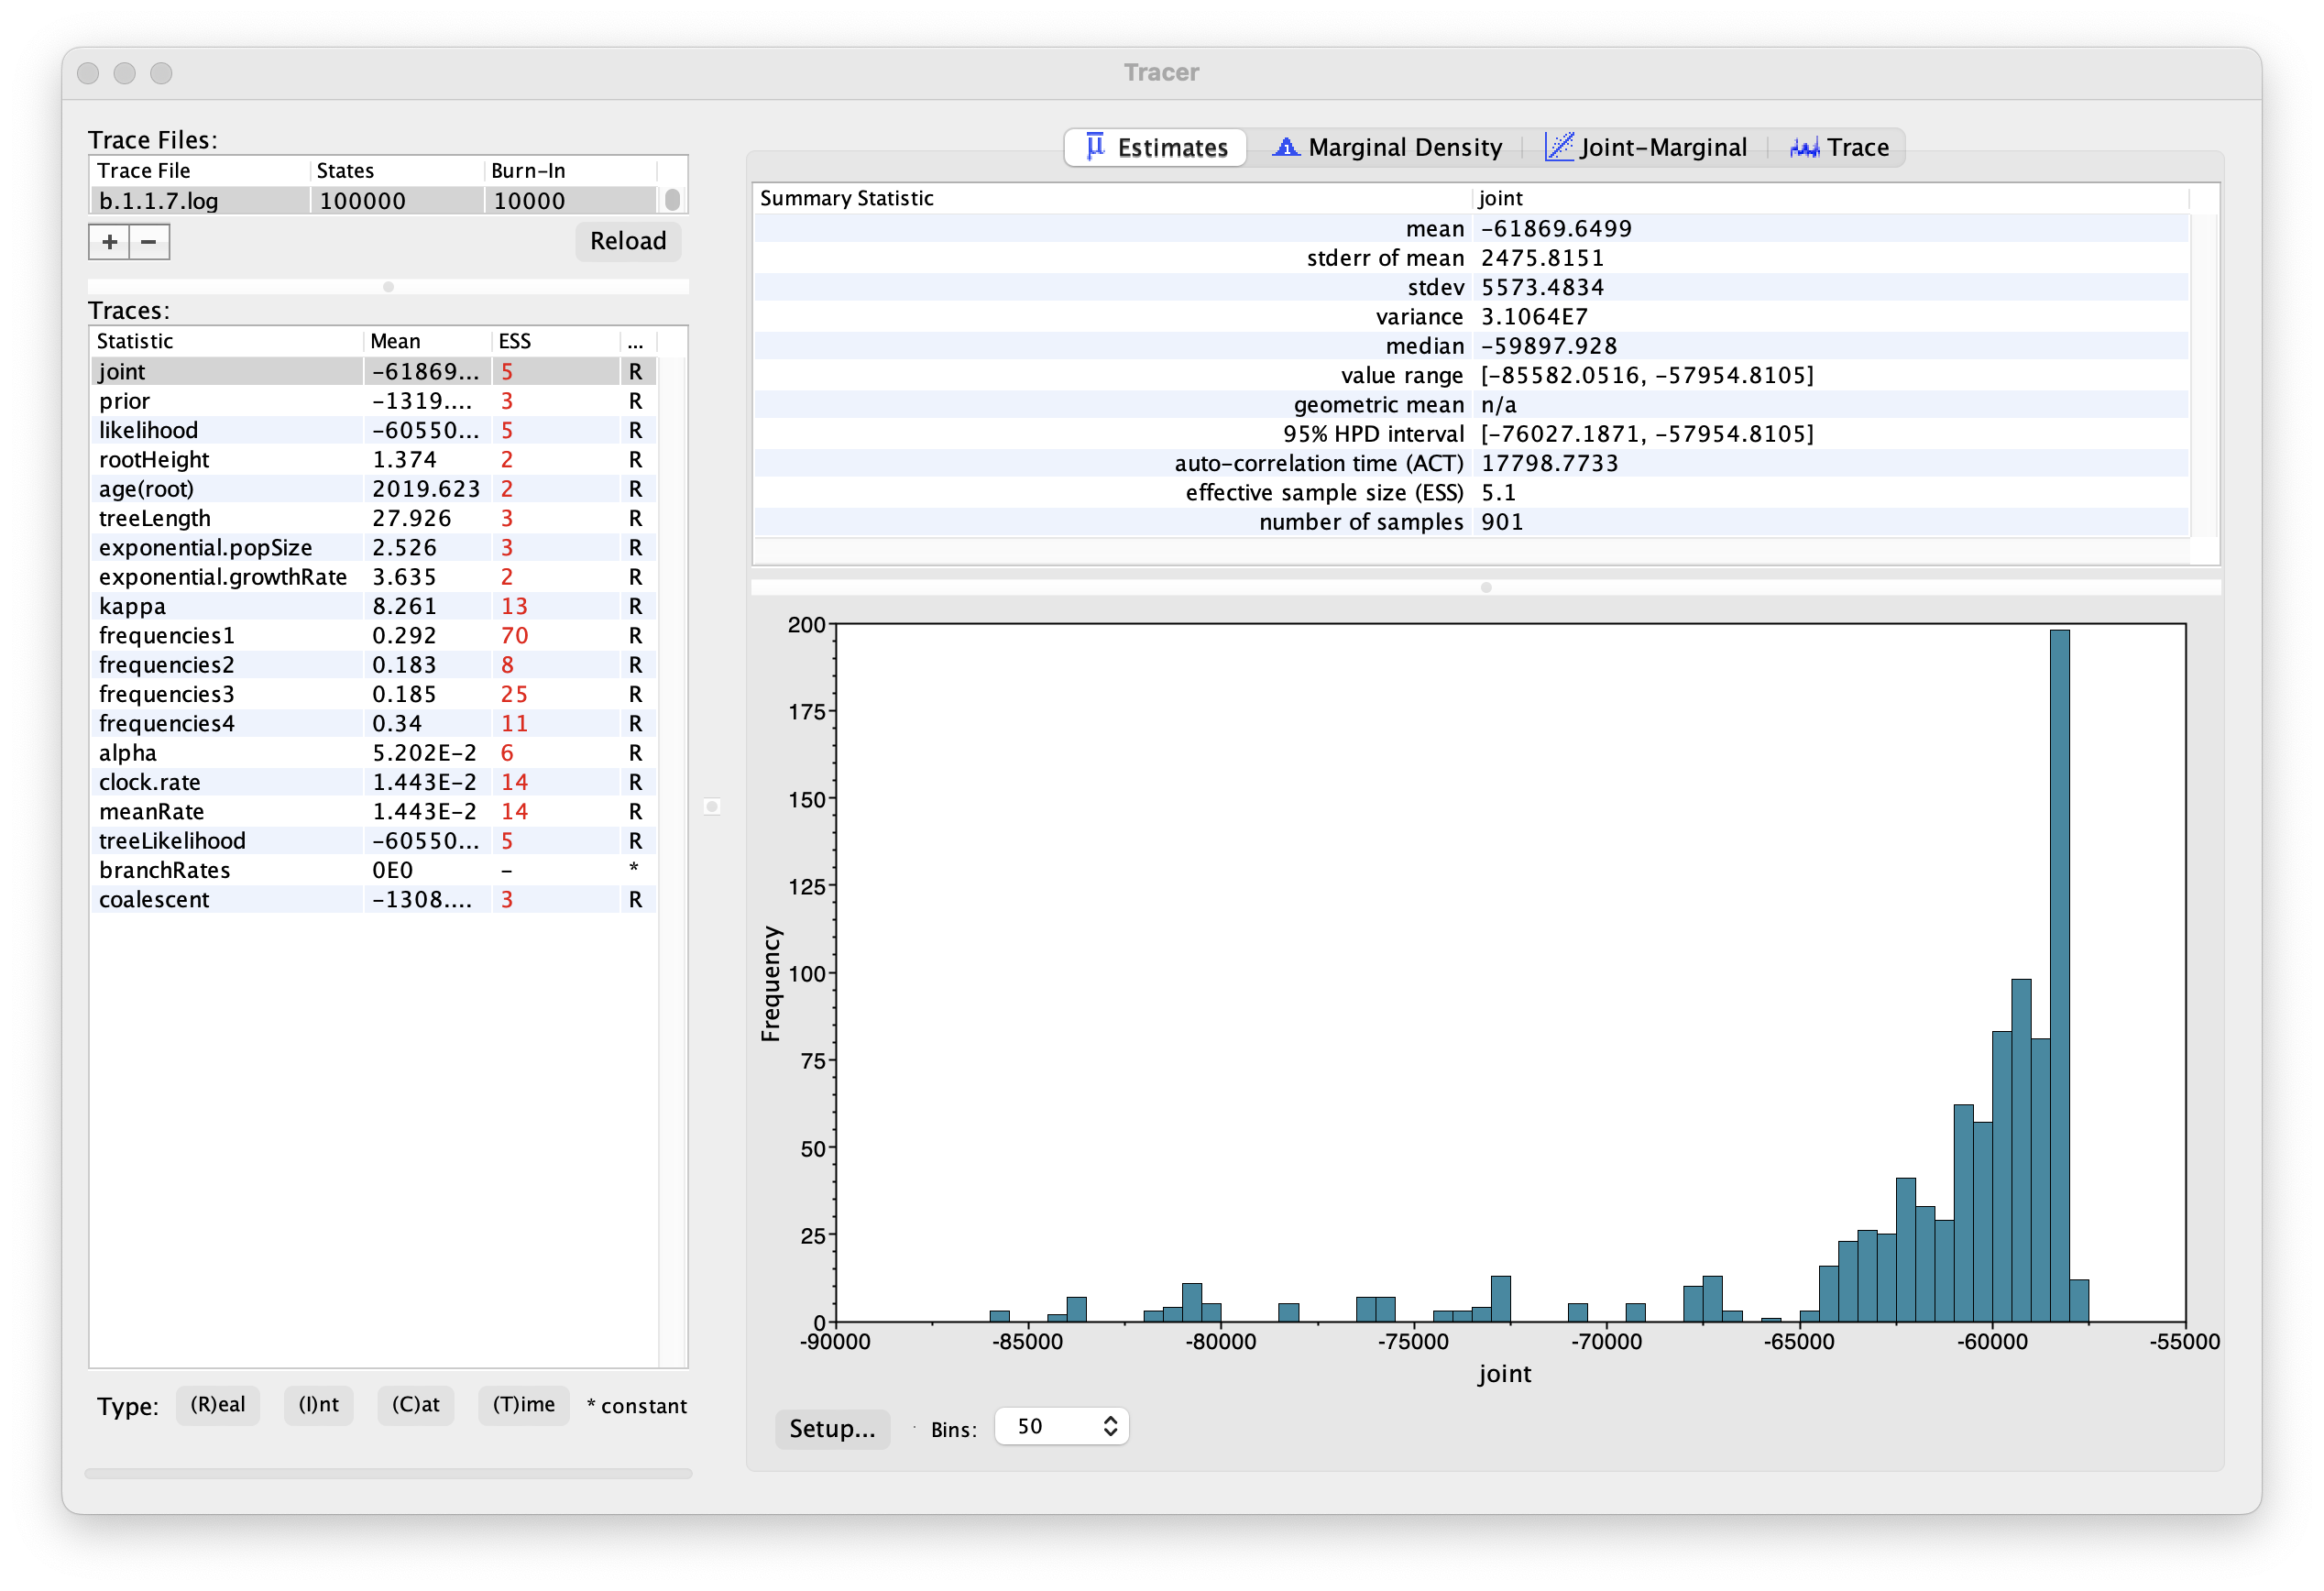 Tracer
Trace Files:
Trace File States Burn-In
b.1.1.7.log 100000 10000
+ − Reload
Traces:
Statistic Mean ESS ...
joint -61869... 5 R
prior -1319.... 3 R
likelihood -60550... 5 R
rootHeight 1.374 2 R
age(root) 2019.623 2 R
treeLength 27.926 3 R
exponential.popSize 2.526 3 R
exponential.growthRate 3.635 2 R
kappa 8.261 13 R
frequencies1 0.292 70 R
frequencies2 0.183 8 R
frequencies3 0.185 25 R
frequencies4 0.34 11 R
alpha 5.202E-2 6 R
clock.rate 1.443E-2 14 R
meanRate 1.443E-2 14 R
treeLikelihood -60550... 5 R
branchRates 0E0 - *
coalescent -1308.... 3 R
Type: (R)eal (I)nt (C)at (T)ime * constant
Estimates Marginal Density Joint-Marginal Trace
Summary Statistic joint
mean -61869.6499
stderr of mean 2475.8151
stdev 5573.4834
variance 3.1064E7
median -59897.928
value range [-85582.0516, -57954.8105]
geometric mean n/a
95% HPD interval [-76027.1871, -57954.8105]
auto-correlation time (ACT) 17798.7733
effective sample size (ESS) 5.1
number of samples 901
200
175
150
125
100
75
50
25
0
Frequency
-90000 -85000 -80000 -75000 -70000 -65000 -60000 -55000
joint
Setup... Bins: 50